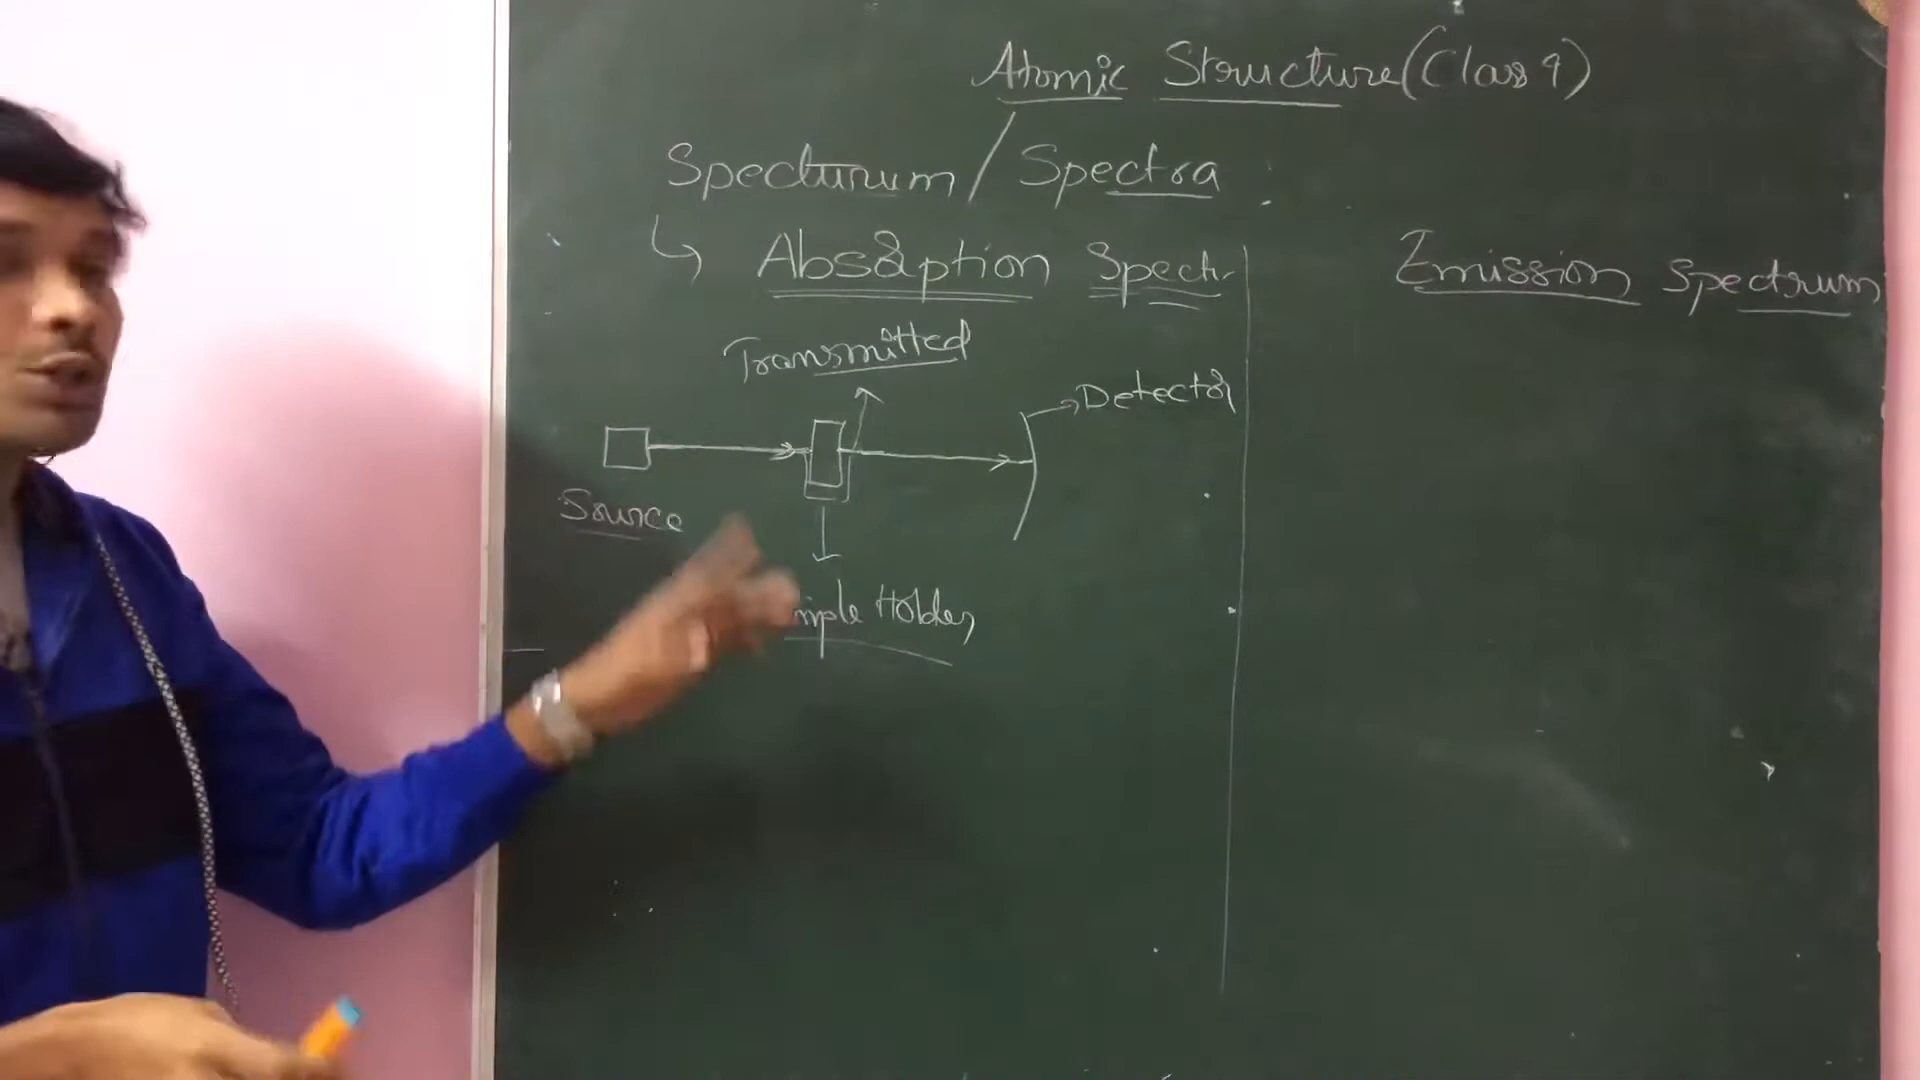 Atomic Structure (Class 9)
Spectrum / Spectra
↳ Absorption Spectr
Transmitted
Detector
Source
mple Holder
Emission Spectrum